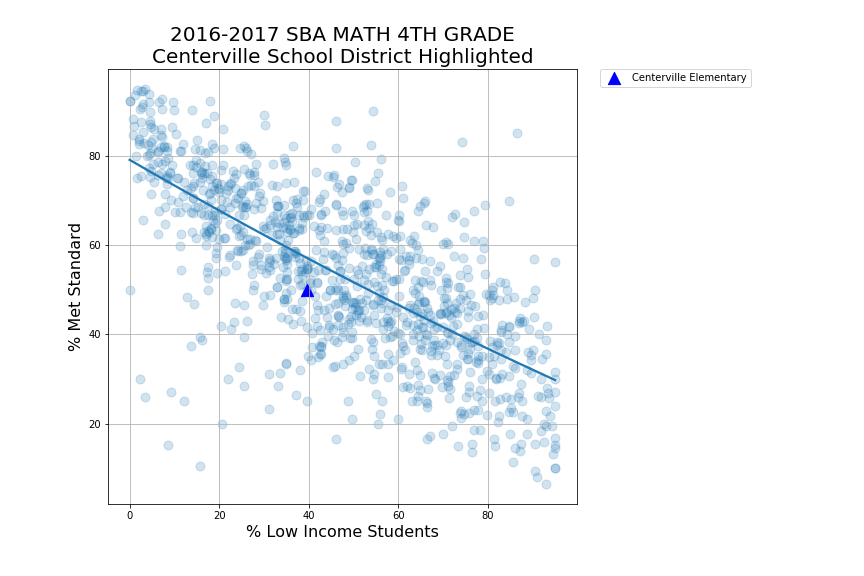 2016-2017 SBA MATH 4TH GRADE
Centerville School District Highlighted
Centerville Elementary
% Met Standard
80
60
40
20
0 20 40 60 80
% Low Income Students